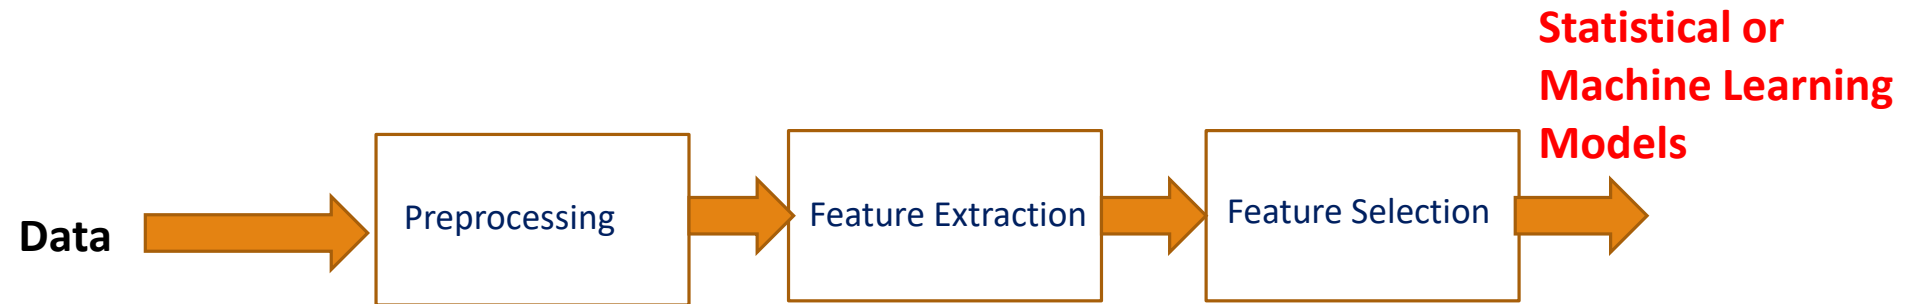 Statistical or
Machine Learning
Models
Data
Preprocessing
Feature Extraction
Feature Selection